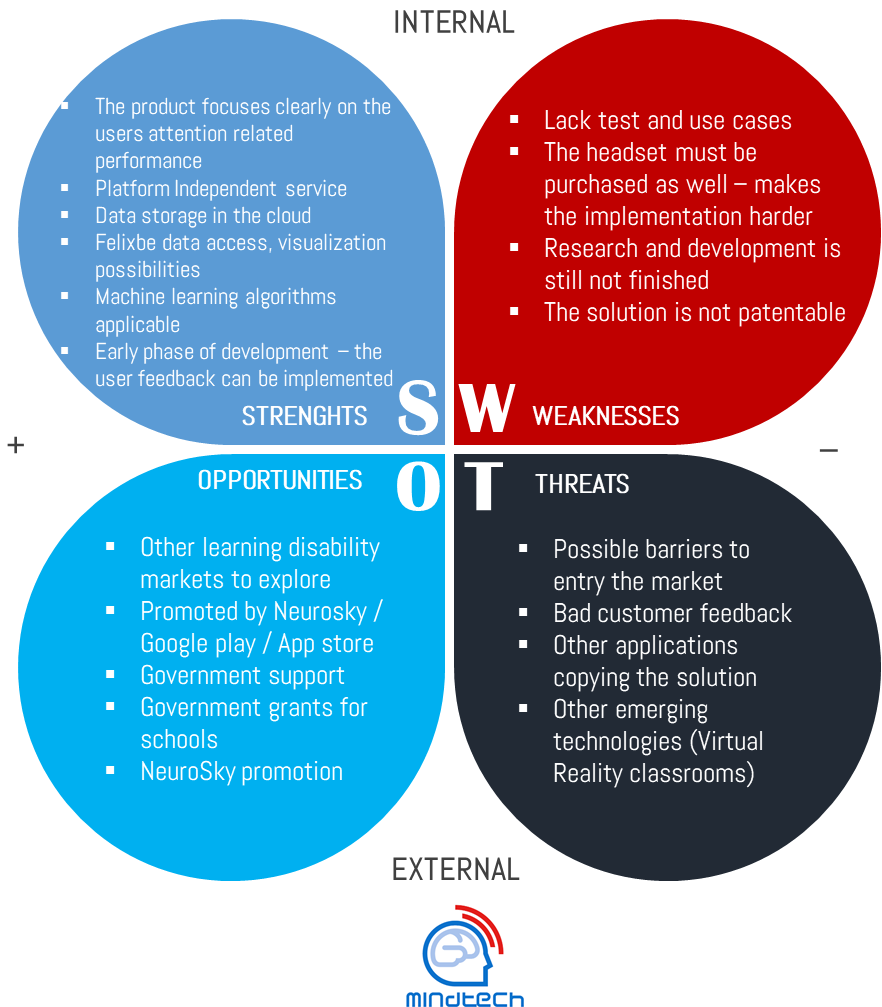 INTERNAL
The product focuses clearly on the
users attention related
performance
Platform Independent service
Data storage in the cloud
Felixbe data access, visualization
possibilities
Machine learning algorithms
applicable
Early phase of development – the
user feedback can be implemented
STRENGHTS
S
Lack test and use cases
The headset must be
purchased as well – makes
the implementation harder
Research and development is
still not finished
The solution is not patentable
W
WEAKNESSES
+
–
OPPORTUNITIES
O
Other learning disability
markets to explore
Promoted by Neurosky /
Google play / App store
Government support
Government grants for
schools
NeuroSky promotion
T
THREATS
Possible barriers to
entry the market
Bad customer feedback
Other applications
copying the solution
Other emerging
technologies (Virtual
Reality classrooms)
EXTERNAL
mindtech